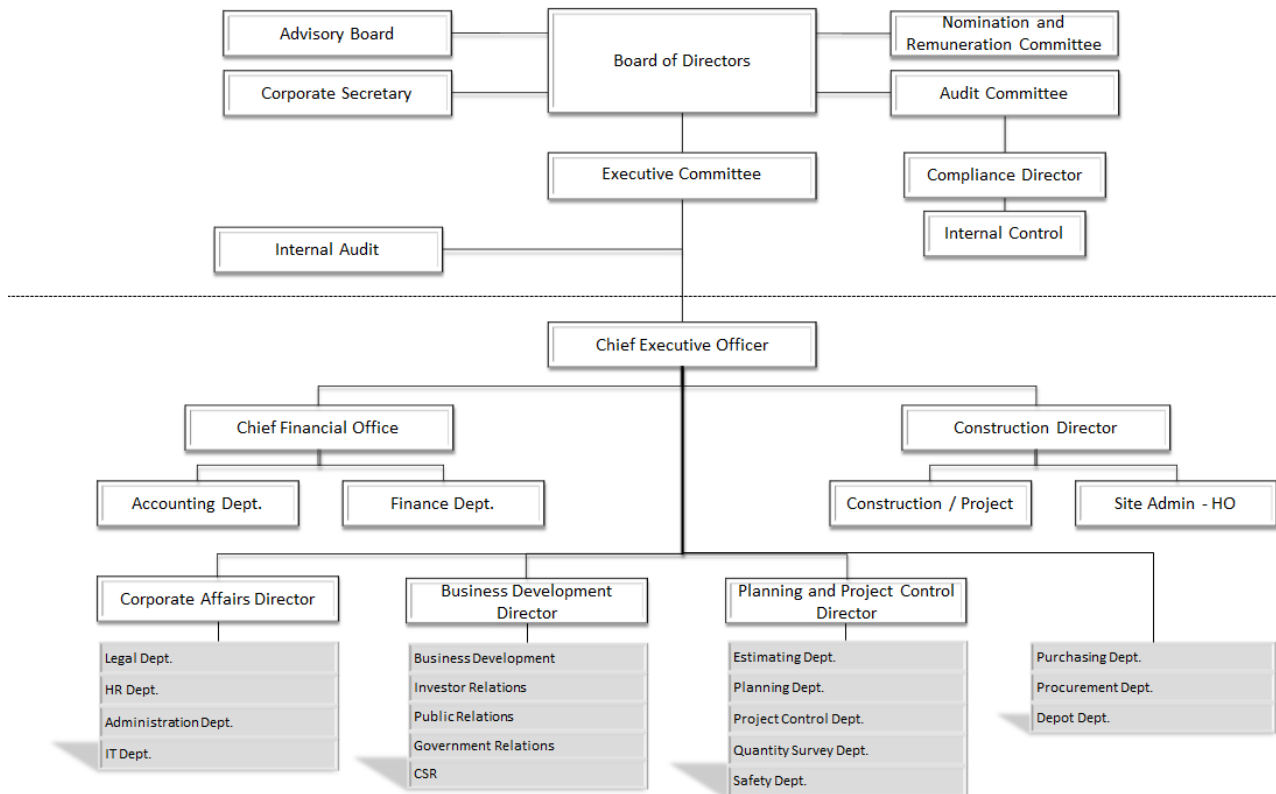 Advisory Board
Board of Directors
Nomination and
Remuneration Committee
Corporate Secretary
Audit Committee
Executive Committee
Compliance Director
Internal Audit
Internal Control
Chief Executive Officer
Chief Financial Office
Construction Director
Accounting Dept.
Finance Dept.
Construction / Project
Site Admin - HO
Corporate Affairs Director
Business Development
Director
Planning and Project Control
Director
Legal Dept.
HR Dept.
Administration Dept.
IT Dept.
Business Development
Investor Relations
Public Relations
Government Relations
CSR
Estimating Dept.
Planning Dept.
Project Control Dept.
Quantity Survey Dept.
Safety Dept.
Purchasing Dept.
Procurement Dept.
Depot Dept.